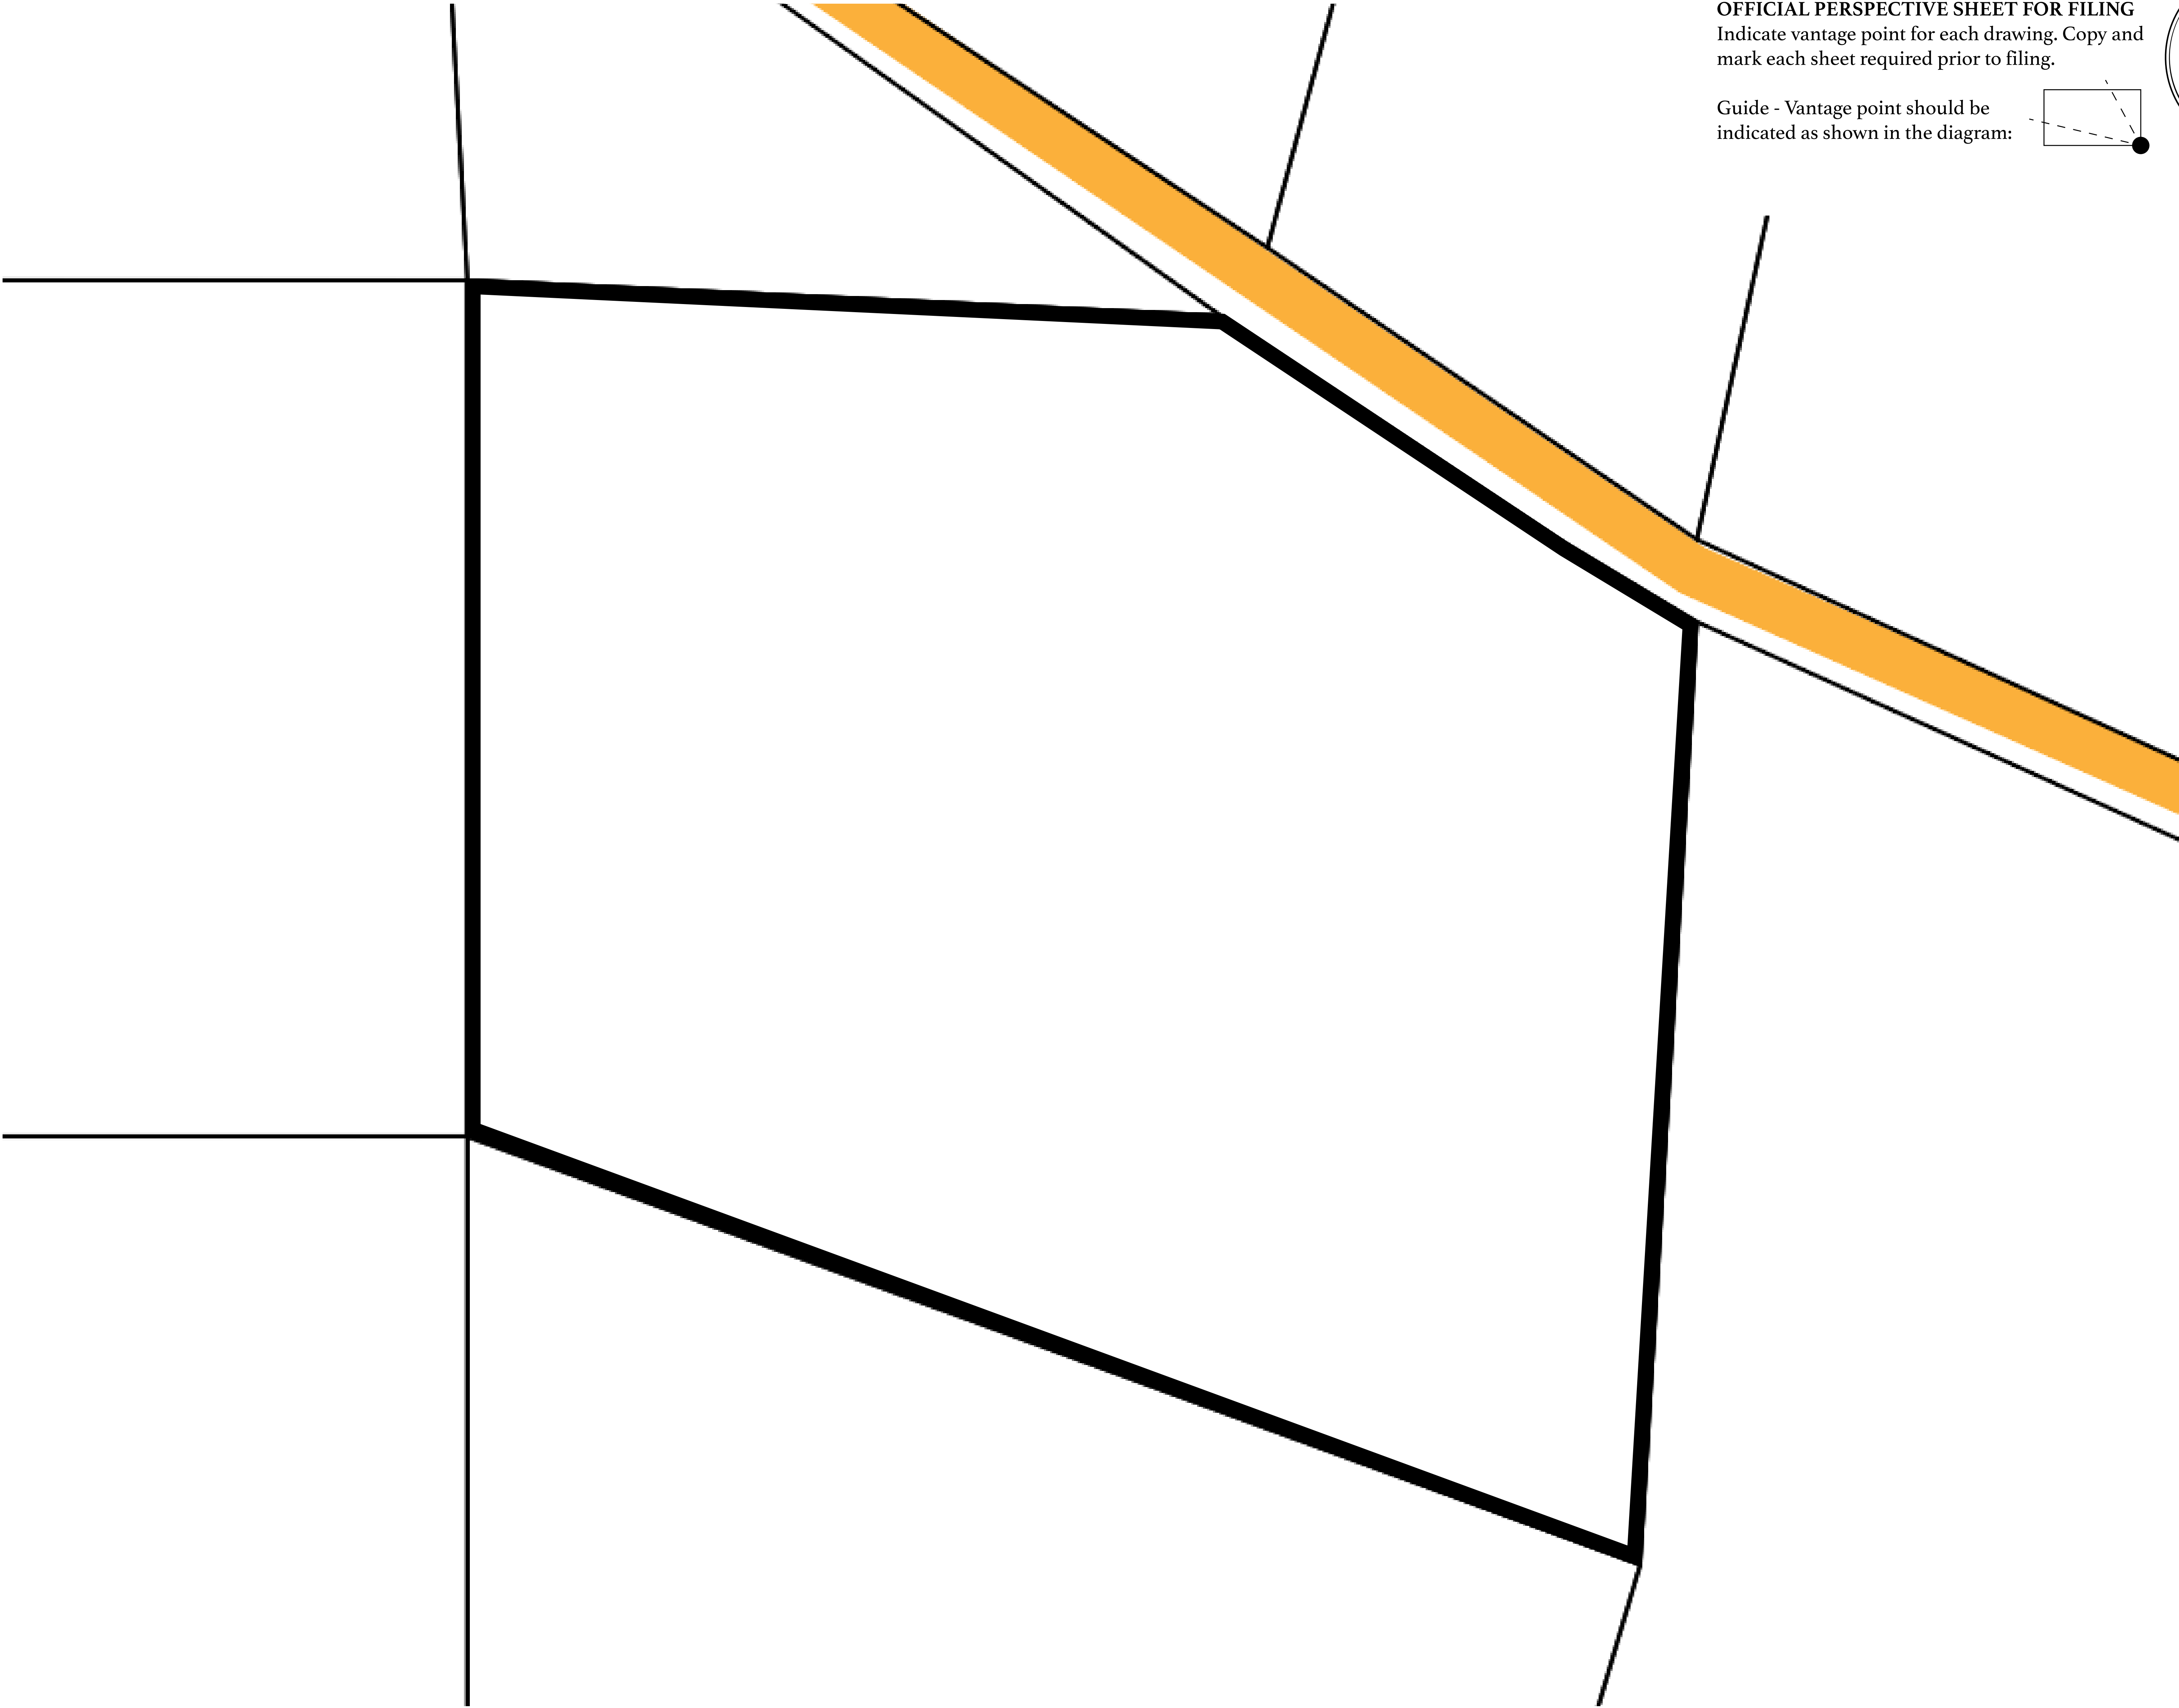 OFFICIAL PERSPECTIVE SHEET FOR FILING
Indicate vantage point for each drawing. Copy and
mark each sheet required prior to filing.
Guide - Vantage point should be
indicated as shown in the diagram: